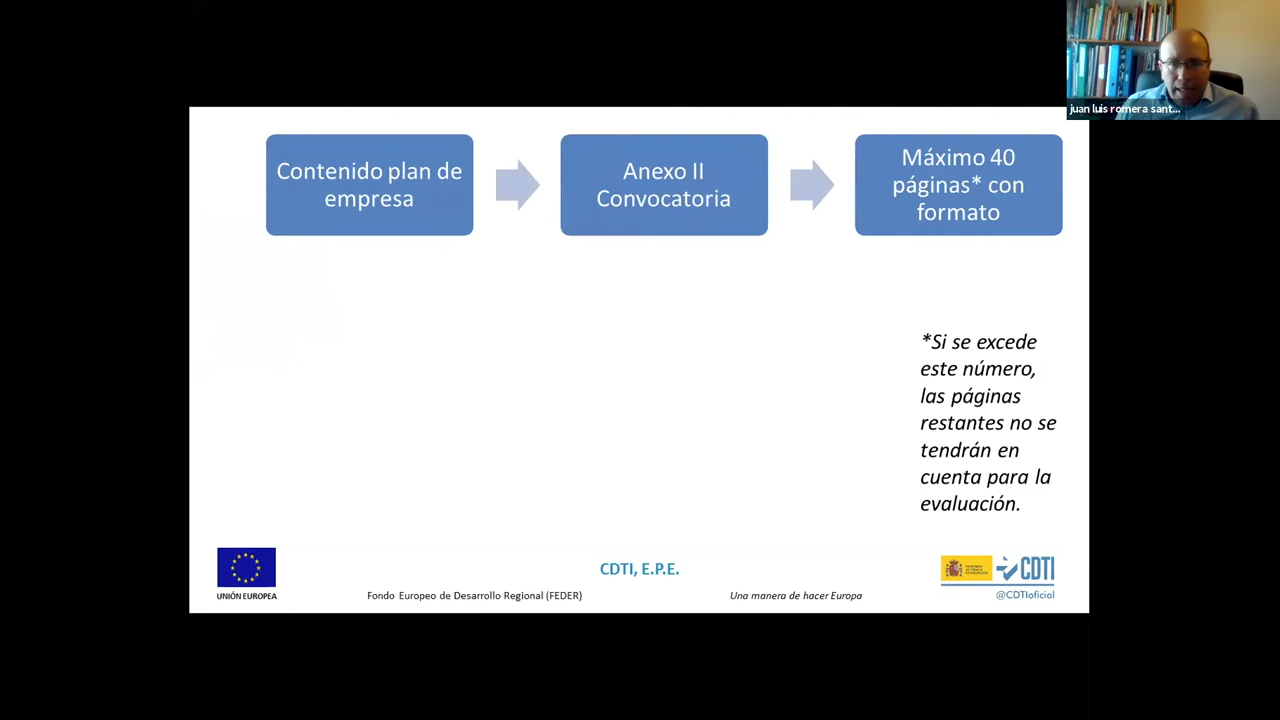 juan luis romera sant...
Contenido plan de
empresa
Anexo II
Convocatoria
Máximo 40
páginas* con
formato
*Si se excede
este número,
las páginas
restantes no se
tendrán en
cuenta para la
evaluación.
UNIÓN EUROPEA
CDTI, E.P.E.
Fondo Europeo de Desarrollo Regional (FEDER)
Una manera de hacer Europa
CDTI
@CDTIoficial